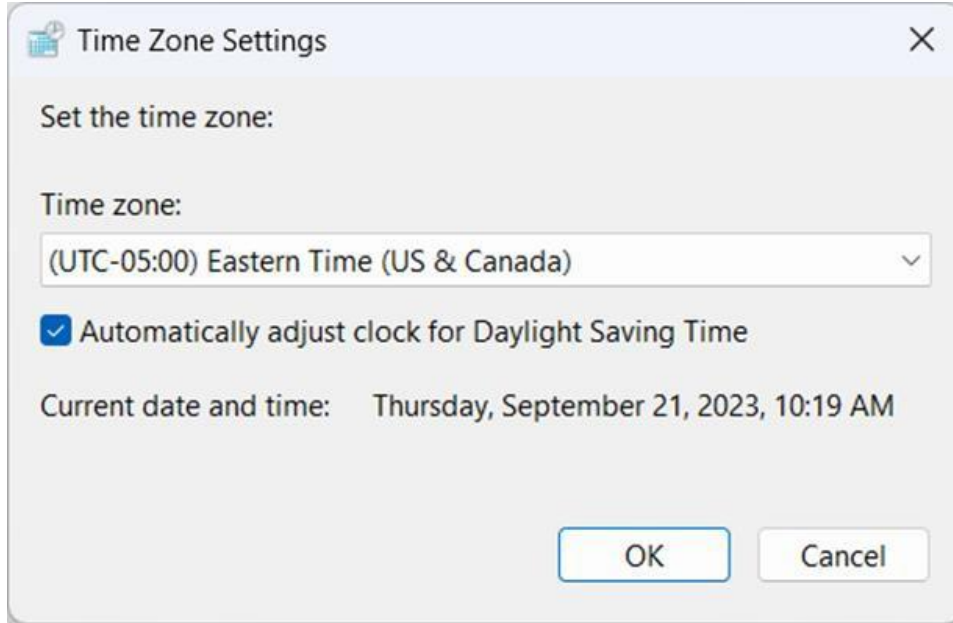 Time Zone Settings
Set the time zone:
Time zone:
(UTC-05:00) Eastern Time (US & Canada)
Automatically adjust clock for Daylight Saving Time
Current date and time: Thursday, September 21, 2023, 10:19 AM
OK Cancel